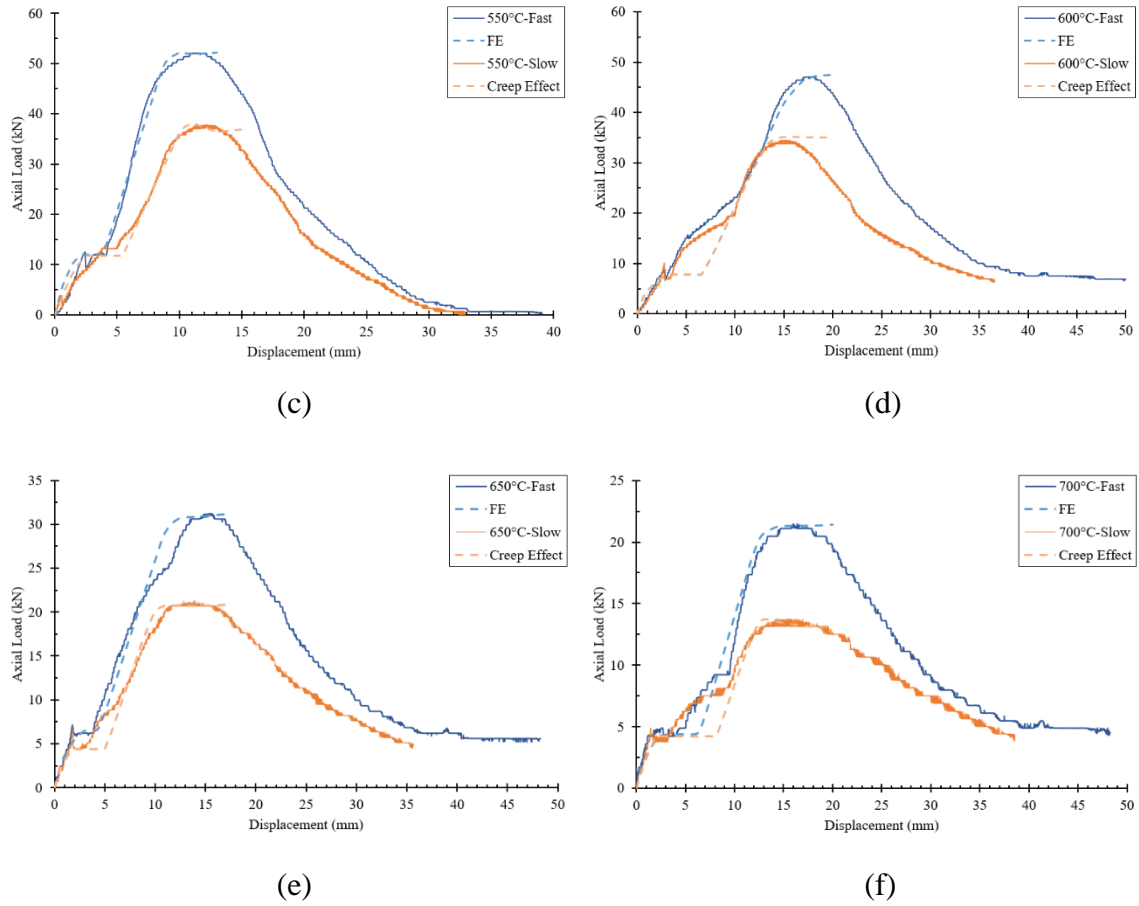 60
50
40
30
20
10
0
Axial Load (kN)
0 5 10 15 20 25 30 35 40
Displacement (mm)
550°C-Fast
FE
550°C-Slow
Creep Effect
(c)
60
50
40
30
20
10
0
Axial Load (kN)
0 5 10 15 20 25 30 35 40 45 50
Displacement (mm)
600°C-Fast
FE
600°C-Slow
Creep Effect
(d)
35
30
25
20
15
10
5
0
Axial Load (kN)
0 5 10 15 20 25 30 35 40 45 50
Displacement (mm)
650°C-Fast
FE
650°C-Slow
Creep Effect
(e)
25
20
15
10
5
0
Axial Load (kN)
0 5 10 15 20 25 30 35 40 45 50
Displacement (mm)
700°C-Fast
FE
700°C-Slow
Creep Effect
(f)